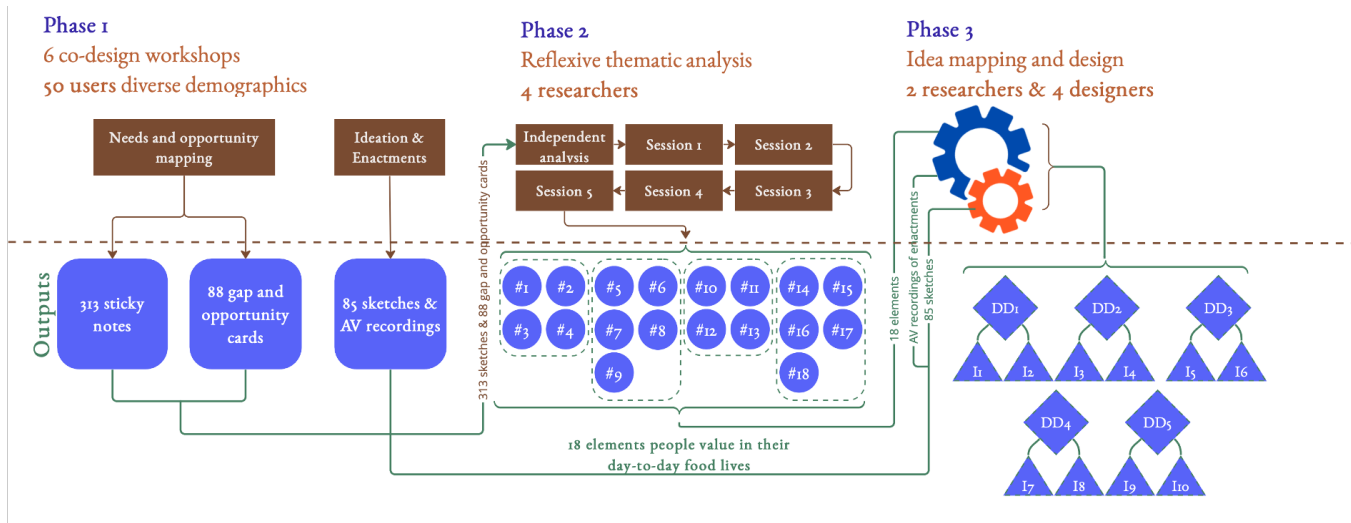 Phase 1
6 co-design workshops
50 users diverse demographics
Needs and opportunity
mapping
Ideation &
Enactments
Outputs
313 sticky
notes
88 gap and
opportunity
cards
85 sketches &
AV recordings
313 sketches & 88 gap and opportunity cards
Phase 2
Reflexive thematic analysis
4 researchers
Independent
analysis
Session 1
Session 2
Session 5
Session 4
Session 3
#1
#2
#5
#6
#10
#11
#14
#15
#3
#4
#7
#8
#12
#13
#16
#17
#9
#18
18 elements people value in their
day-to-day food lives
Phase 3
Idea mapping and design
2 researchers & 4 designers
18 elements
AV recordings of enactments
85 sketches
DD1
DD2
DD3
I1
I2
I3
I4
I5
I6
DD4
DD5
I7
I8
I9
I10